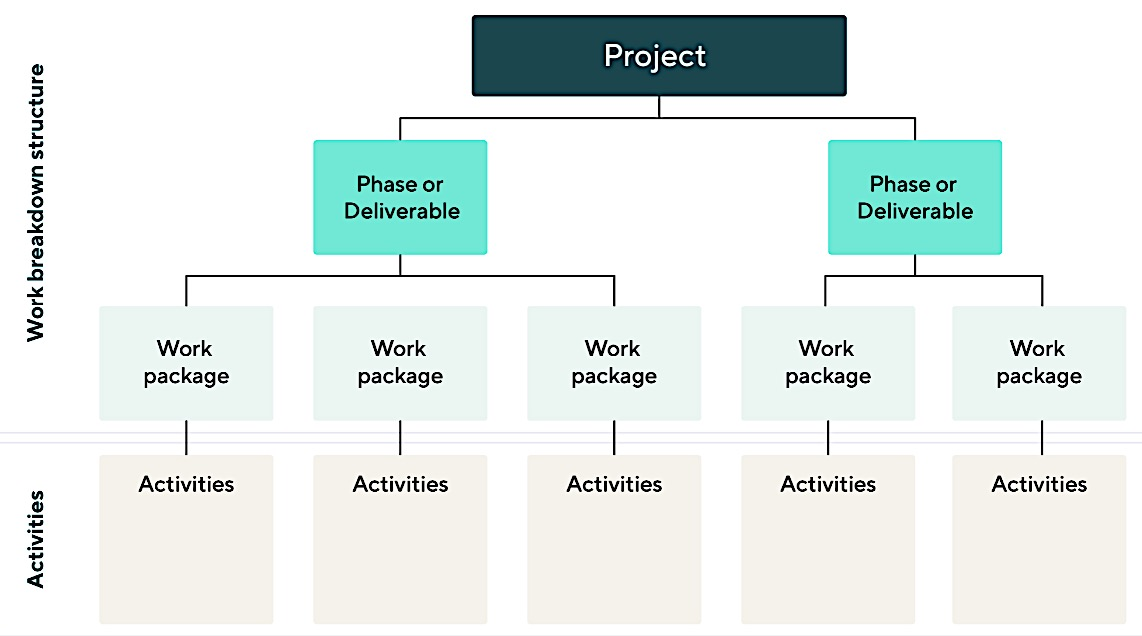 Work breakdown structure
Project
Phase or
Deliverable
Phase or
Deliverable
Work
package
Work
package
Work
package
Work
package
Work
package
Activities
Activities
Activities
Activities
Activities
Activities